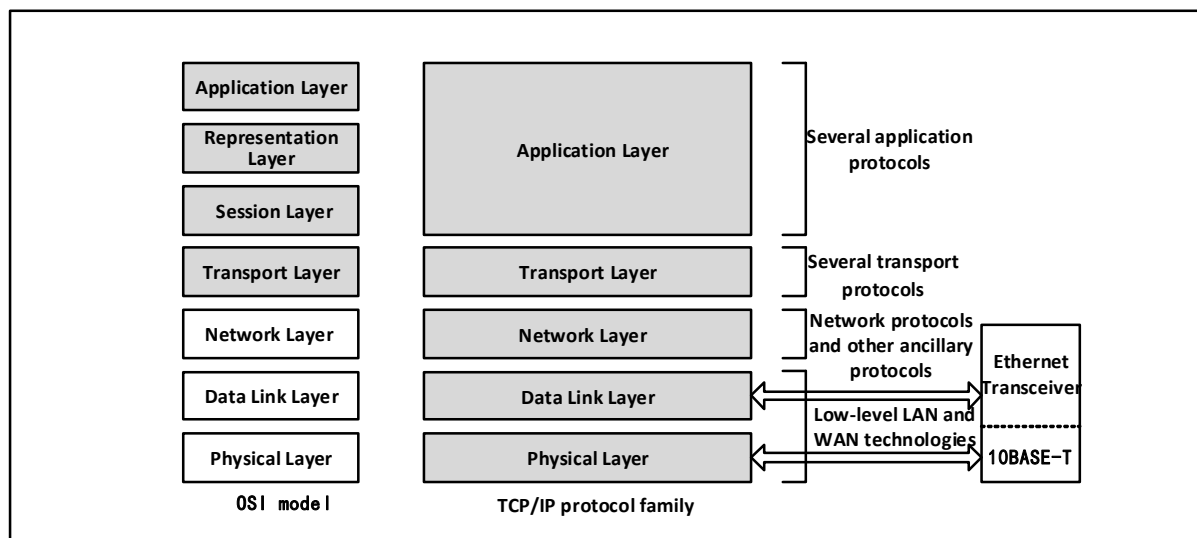 Application Layer
Representation
Layer
Session Layer
Transport Layer
Network Layer
Data Link Layer
Physical Layer
OSI model
Application Layer
Transport Layer
Network Layer
Data Link Layer
Physical Layer
TCP/IP protocol family
Several application
protocols
Several transport
protocols
Network protocols
and other ancillary
protocols
Low-level LAN and
WAN technologies
Ethernet
Transceiver
10BASE-T